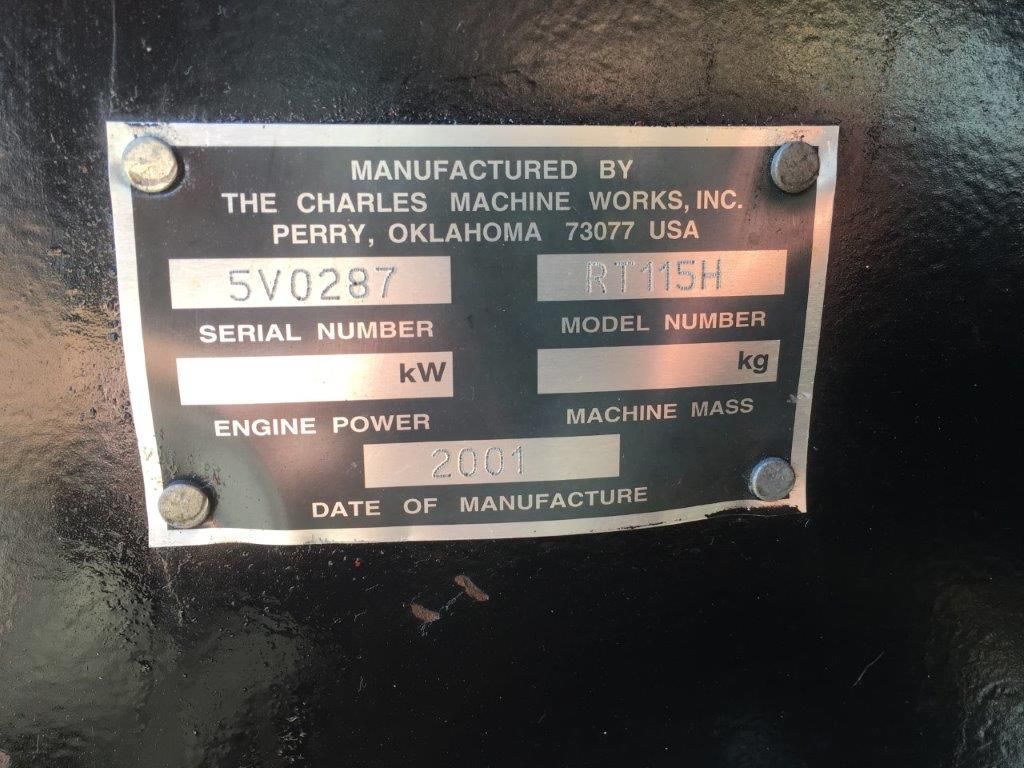 MANUFACTURED BY
THE CHARLES MACHINE WORKS, INC.
PERRY, OKLAHOMA 73077 USA
5V0287 RT115H
SERIAL NUMBER MODEL NUMBER
kW kg
ENGINE POWER MACHINE MASS
2001
DATE OF MANUFACTURE